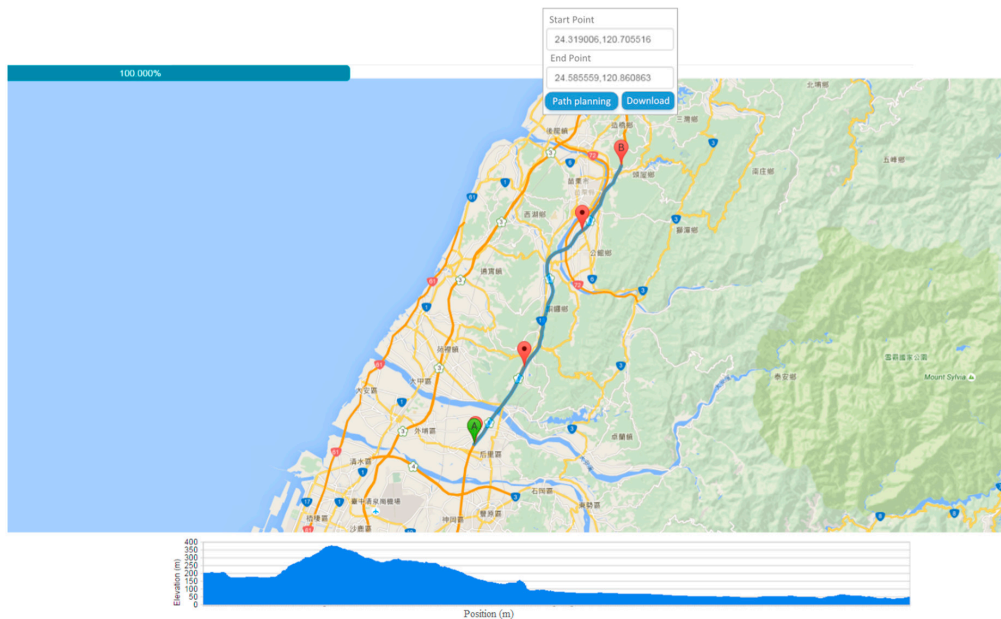 Start Point
24.319006,120.705516
End Point
24.585559,120.860863
Path planning
Download
100.000%
北埔鄉
三灣鄉
造橋鄉
後龍鎮
五峰鄉
B
南庄鄉
頭屋鄉
苗栗市
西湖鄉
獅潭鄉
公館鄉
通霄鎮
銅鑼鄉
苑裡鎮
雪霸國家公園
Mount Sylvia
泰安鄉
大甲區
大安區
A
外埔區
后里區
卓蘭鎮
清水區
石岡區
臺中清泉崗機場
東勢區
梧棲區
神岡區
豐原區
沙鹿區
Elevation (m)
400
350
300
250
200
150
100
50
0
Position (m)